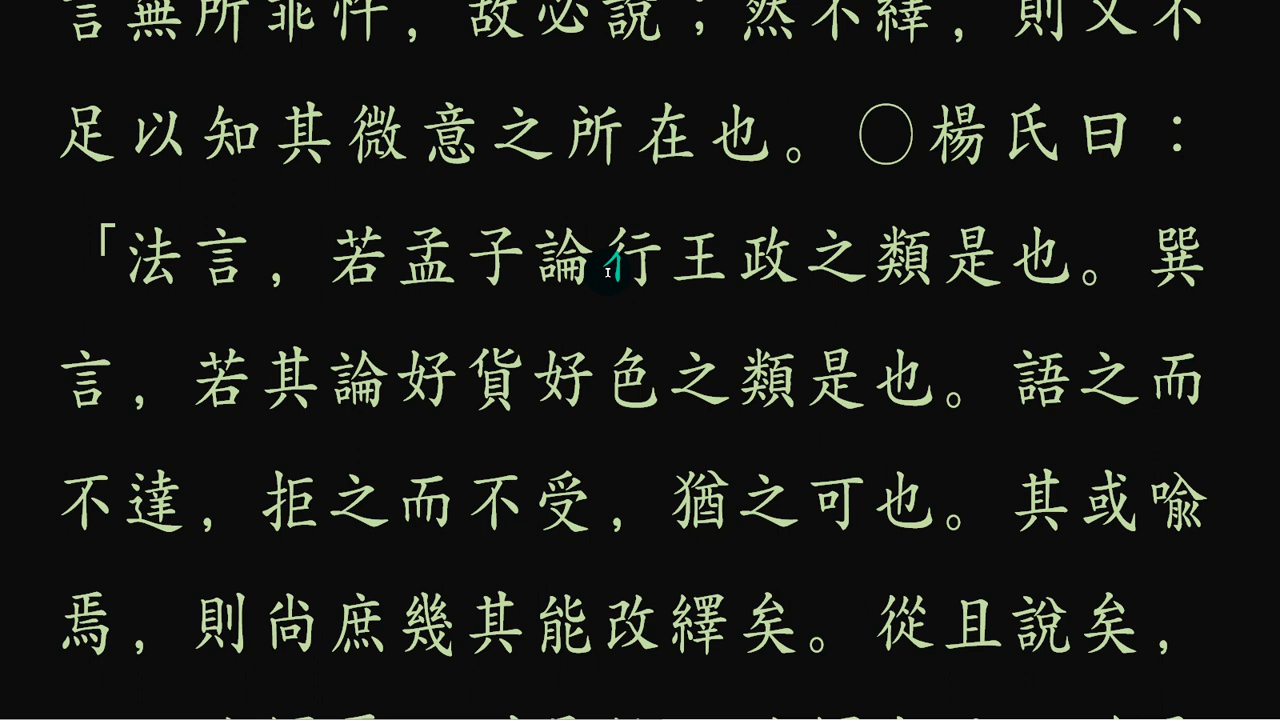 言無所乖忤，故必說；然不繹，則又不
足以知其微意之所在也。◯楊氏曰：
「法言，若孟子論行王政之類是也。巽
言，若其論好貨好色之類是也。語之而
不達，拒之而不受，猶之可也。其或喻
焉，則尚庶幾其能改繹矣。從且說矣，